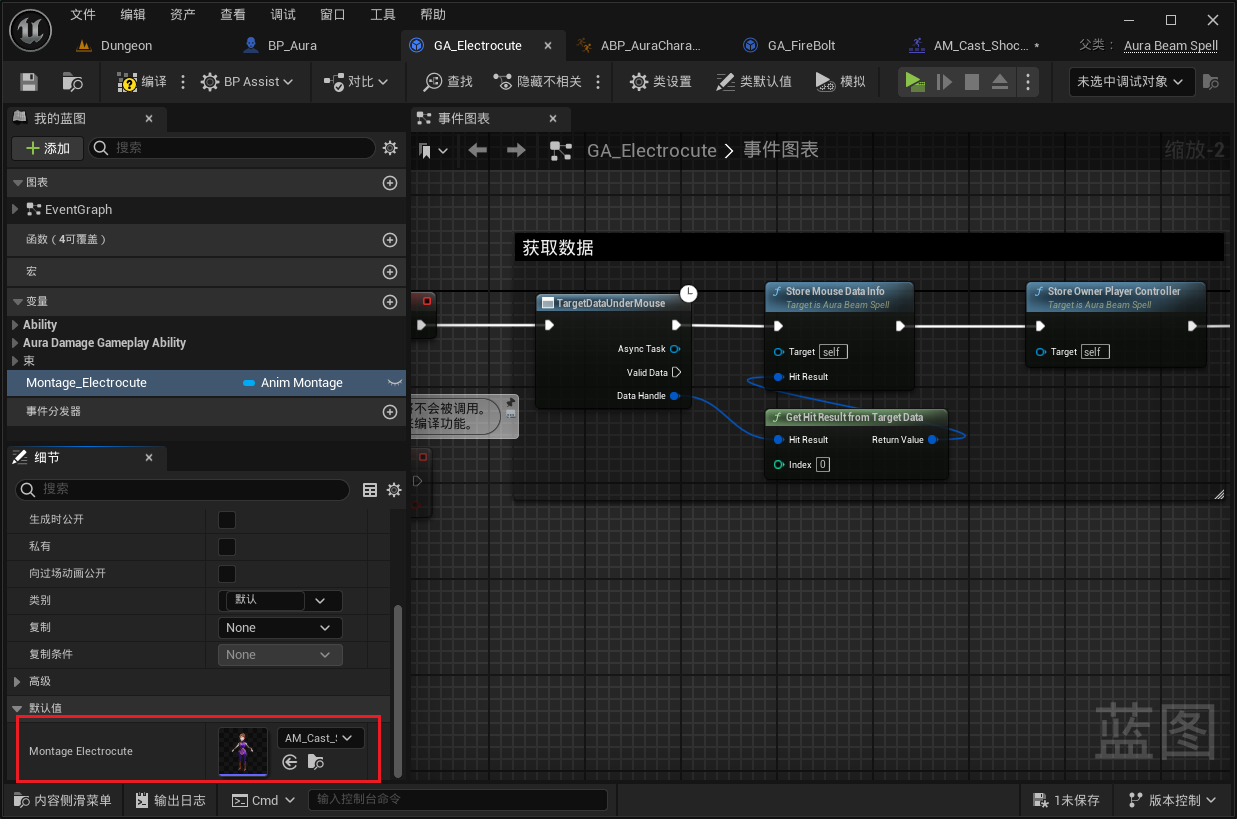 文件 编辑 资产 查看 调试 窗口 工具 帮助
Dungeon
BP_Aura
GA_Electrocute
ABP_AuraChara...
GA_FireBolt
AM_Cast_Shoc... *
父类： Aura Beam Spell
编译
BP Assist
对比
查找
隐藏不相关
类设置
类默认值
模拟
未选中调试对象
我的蓝图
事件图表
添加
搜索
GA_Electrocute > 事件图表
缩放-2
图表
EventGraph
函数（4可覆盖）
宏
变量
Ability
Aura Damage Gameplay Ability
束
Montage_Electrocute
Anim Montage
事件分发器
获取数据
TargetDataUnderMouse
Async Task
Valid Data
Data Handle
Store Mouse Data Info
Target is Aura Beam Spell
Target self
Hit Result
Store Owner Player Controller
Target is Aura Beam Spell
Target self
不会被调用。
编译功能。
Get Hit Result from Target Data
Hit Result
Return Value
Index 0
细节
搜索
生成时公开
私有
向过场动画公开
类别
默认
复制
None
复制条件
None
高级
默认值
Montage Electrocute
AM_Cast_
蓝图
内容侧滑菜单
输出日志
Cmd
输入控制台命令
1未保存
版本控制